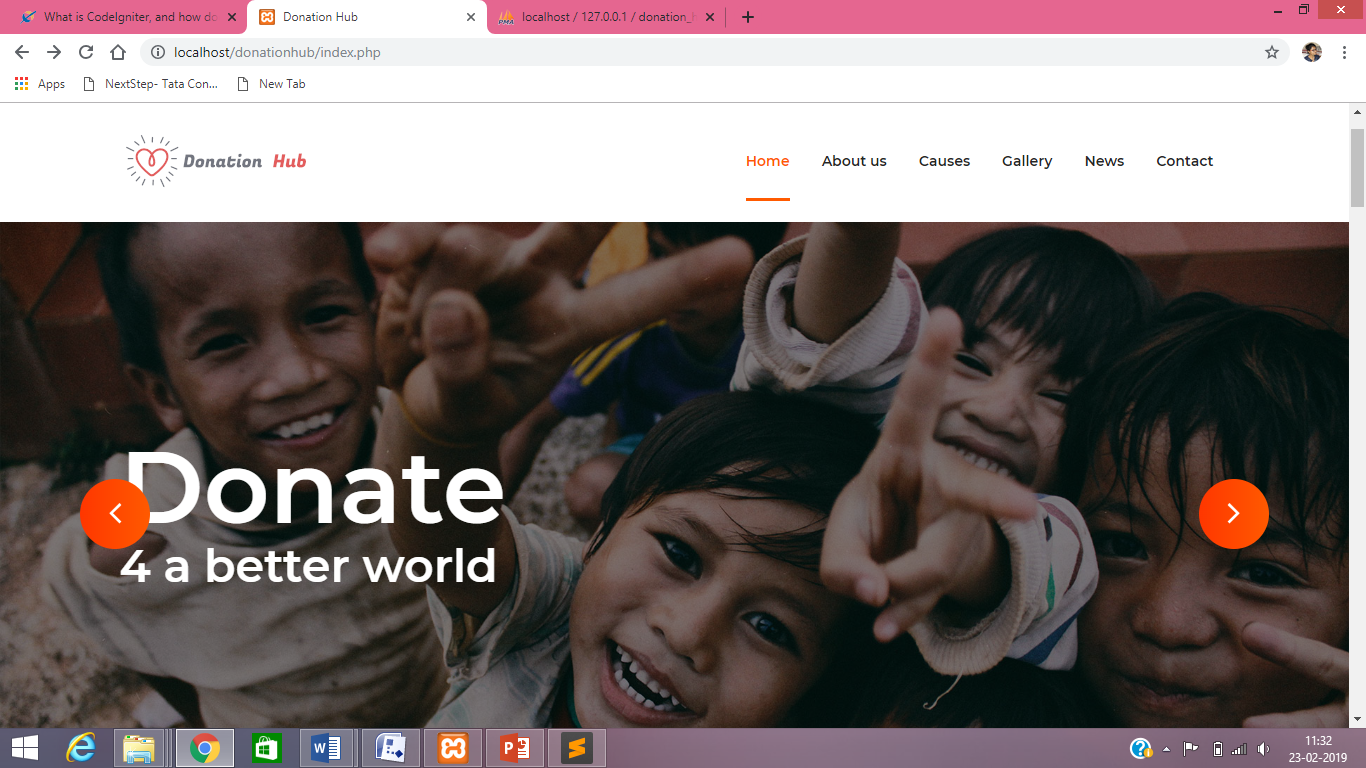 What is CodeIgniter, and how do
Donation Hub
localhost / 127.0.0.1 / donation_h
localhost/donationhub/index.php
Apps
NextStep- Tata Con...
New Tab
Donation Hub
Home
About us
Causes
Gallery
News
Contact
Donate
4 a better world
11:32
23-02-2019